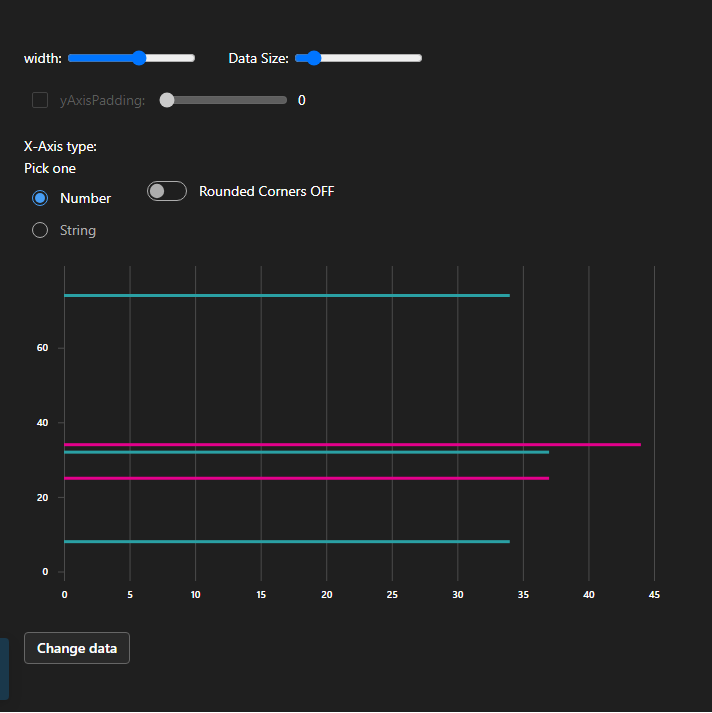 width: Data Size:
yAxisPadding: 0
X-Axis type:
Pick one
Number
Rounded Corners OFF
String
60
40
20
0
0 5 10 15 20 25 30 35 40 45
Change data